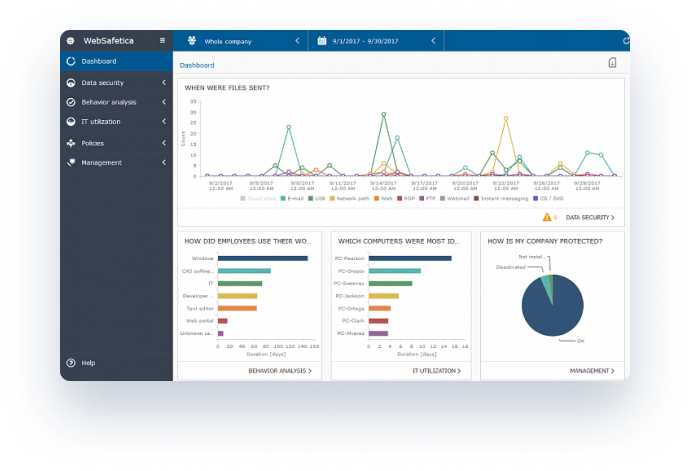 WebSafetica
Whole company
9/1/2017 - 9/30/2017
Dashboard
Data security
Behavior analysis
IT utilization
Policies
Management
Help
Dashboard
WHEN WERE FILES SENT?
Count
35
30
25
20
15
10
5
0
9/2/2017 9/5/2017 9/8/2017 9/11/2017 9/14/2017 9/17/2017 9/20/2017 9/23/2017 9/26/2017 9/29/2017
12:00 AM 12:00 AM 12:00 AM 12:00 AM 12:00 AM 12:00 AM 12:00 AM 12:00 AM 12:00 AM 12:00 AM
Cloud drive E-mail USB Network path Web RDP FTP Webmail Instant messaging CD / DVD
DATA SECURITY
HOW DID EMPLOYEES USE THEIR WO...
Windows
CAD softwa...
IT
Developer ...
Text editor
Web portal
Unknown ca...
0 20 40 60 80 100 120 140 160
Duration [days]
BEHAVIOR ANALYSIS
WHICH COMPUTERS WERE MOST ID...
PC-Pearson
PC-Orozco
PC-Sweeney
PC-Jackson
PC-Ortega
PC-Clark
PC-Alvarez
0 2 4 6 8 10 12 14 16 18
Duration [days]
IT UTILIZATION
HOW IS MY COMPANY PROTECTED?
Not instal...
Deactivated
OK
MANAGEMENT